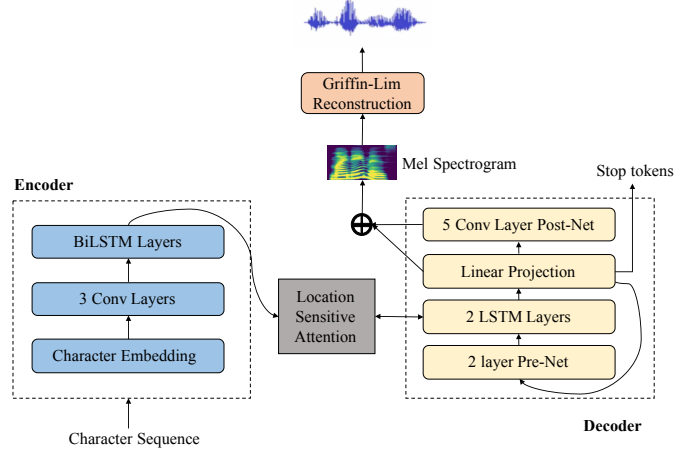 Griffin-Lim
Reconstruction
Mel Spectrogram
Stop tokens
Encoder
BiLSTM Layers
3 Conv Layers
Character Embedding
Character Sequence
Location
Sensitive
Attention
5 Conv Layer Post-Net
Linear Projection
2 LSTM Layers
2 layer Pre-Net
Decoder